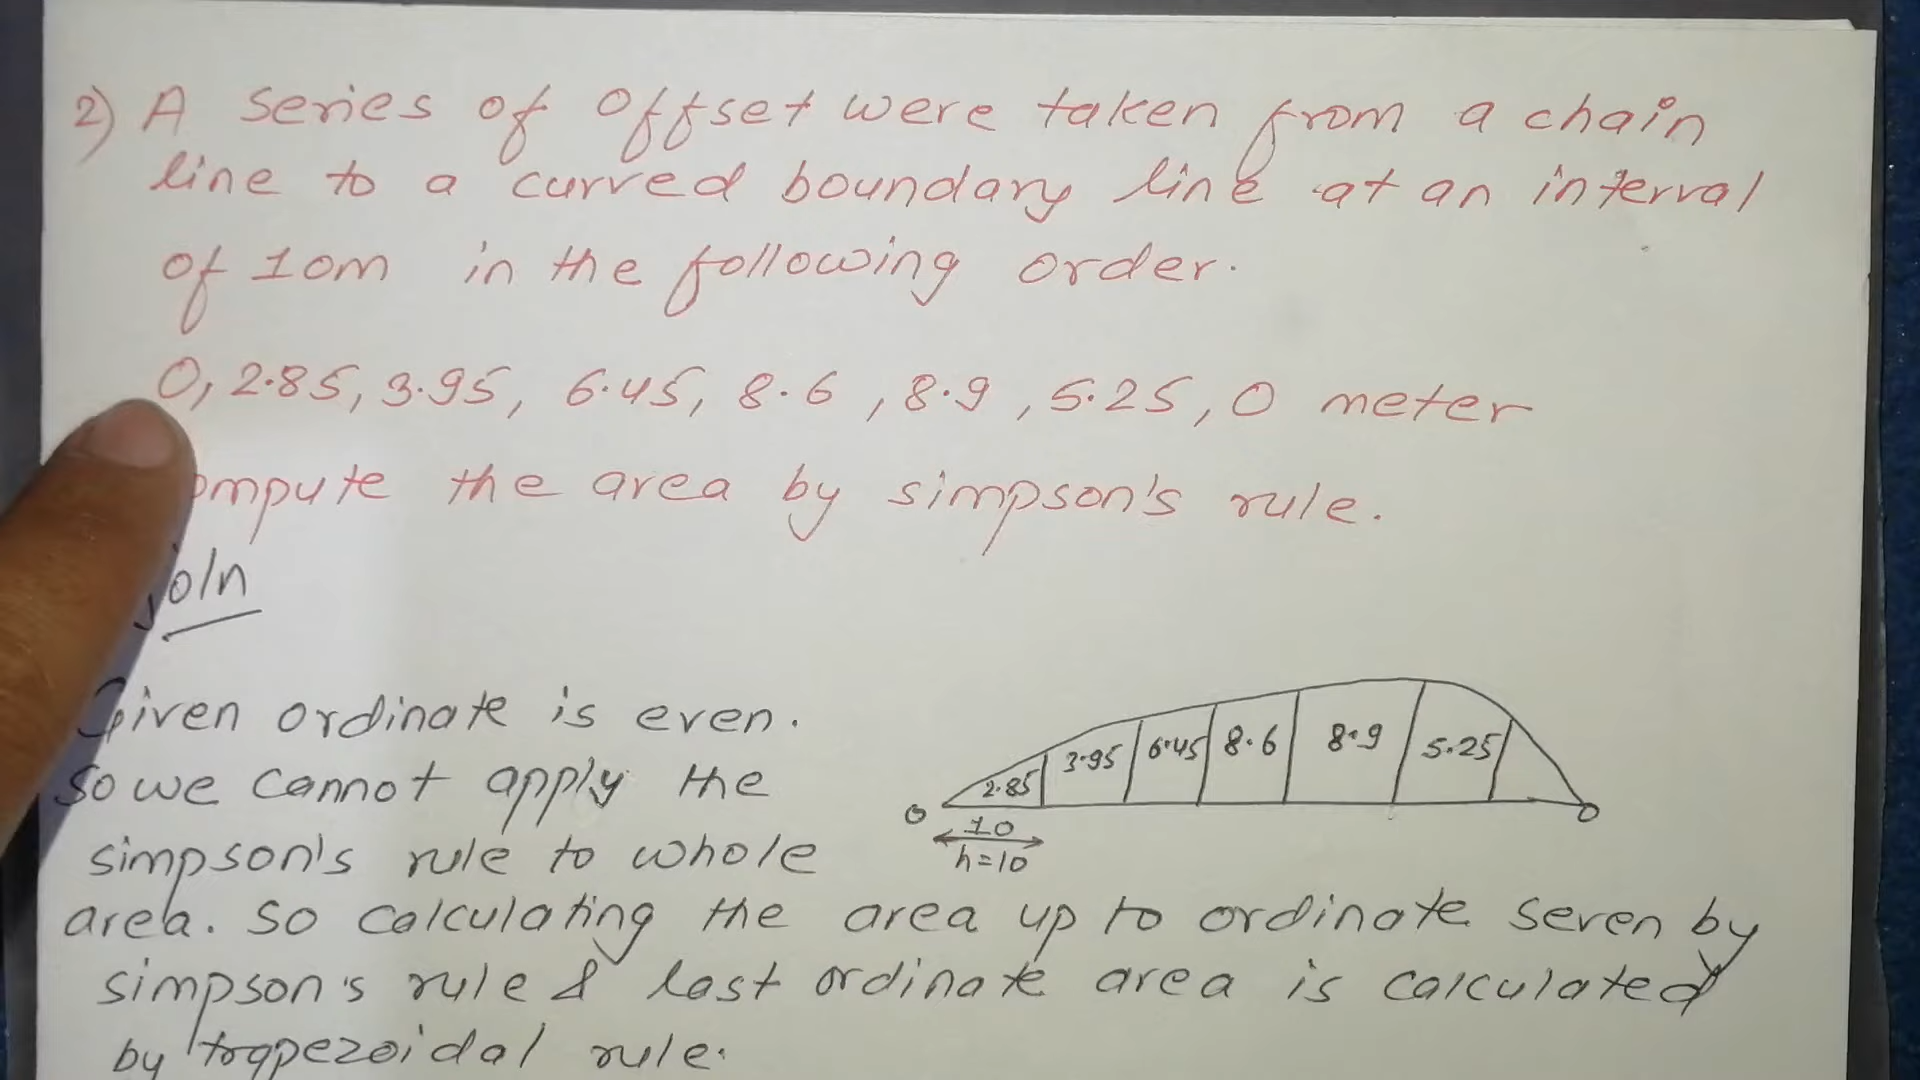 2) A series of offset were taken from a chain
line to a curved boundary line at an interval
of 10m in the following order.
0, 2.85, 3.95, 6.45, 8.6, 8.9, 5.25, 0 meter
ompute the area by simpson's rule.
soln
Given ordinate is even.
So we cannot apply the
simpson's rule to whole
area. So calculating the area up to ordinate seven by
simpson's rule & last ordinate area is calculated
by trapezoidal rule.
0 2.85 3.95 6.45 8.6 8.9 5.25 0
10
h=10